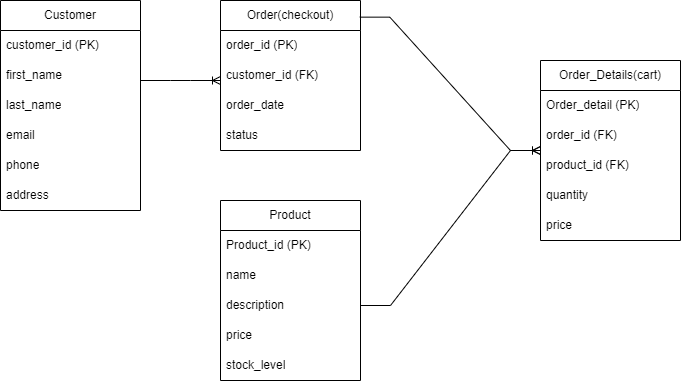 Customer
customer_id (PK)
first_name
last_name
email
phone
address
Order(checkout)
order_id (PK)
customer_id (FK)
order_date
status
Product
Product_id (PK)
name
description
price
stock_level
Order_Details(cart)
Order_detail (PK)
order_id (FK)
product_id (FK)
quantity
price